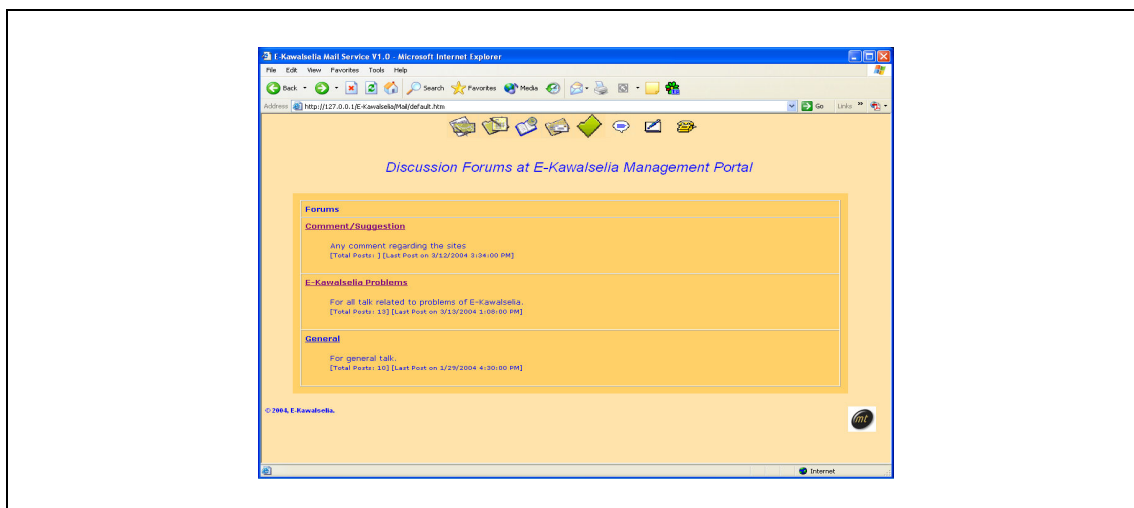 E-Kawalselia Mail Service V1.0 - Microsoft Internet Explorer
File Edit View Favorites Tools Help
Back Search Favorites Media
Address http://127.0.0.1/E-Kawalselia/Mail/default.htm Go Links »
Discussion Forums at E-Kawalselia Management Portal
Forums
Comment/Suggestion
Any comment regarding the sites
[Total Posts: ] [Last Post on 3/12/2004 3:34:00 PM]
E-Kawalselia Problems
For all talk related to problems of E-Kawalselia.
[Total Posts: 13] [Last Post on 3/13/2004 1:08:00 PM]
General
For general talk.
[Total Posts: 10] [Last Post on 1/29/2004 4:30:00 PM]
© 2004, E-Kawalselia.
mt
Internet